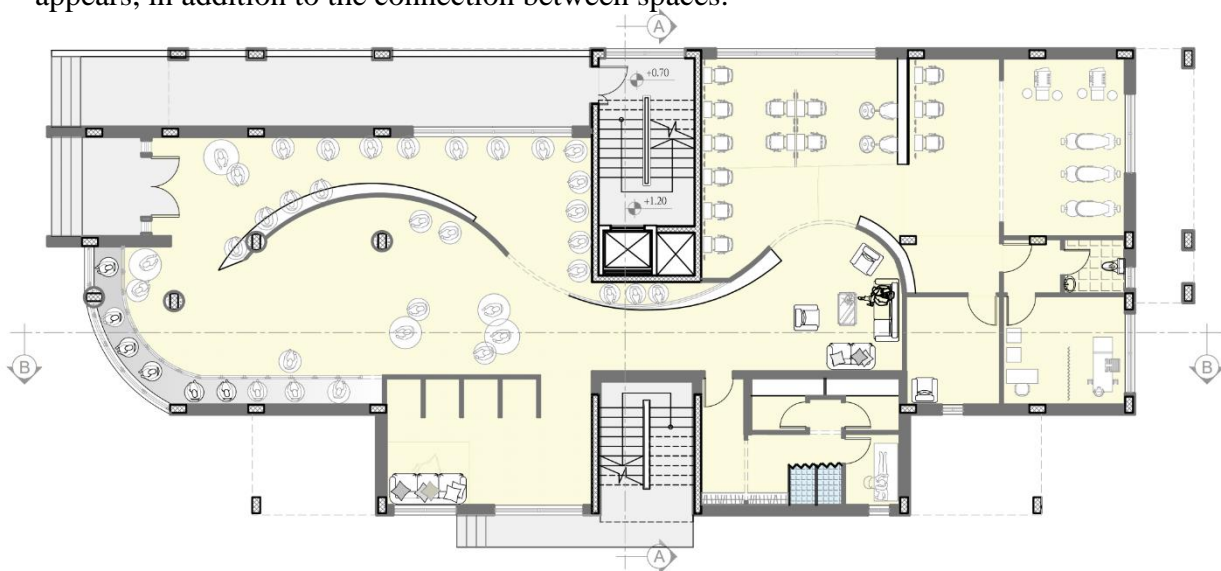 appears, in addition to the connection between spaces.
A
+0.70
+1.20
B
B
A